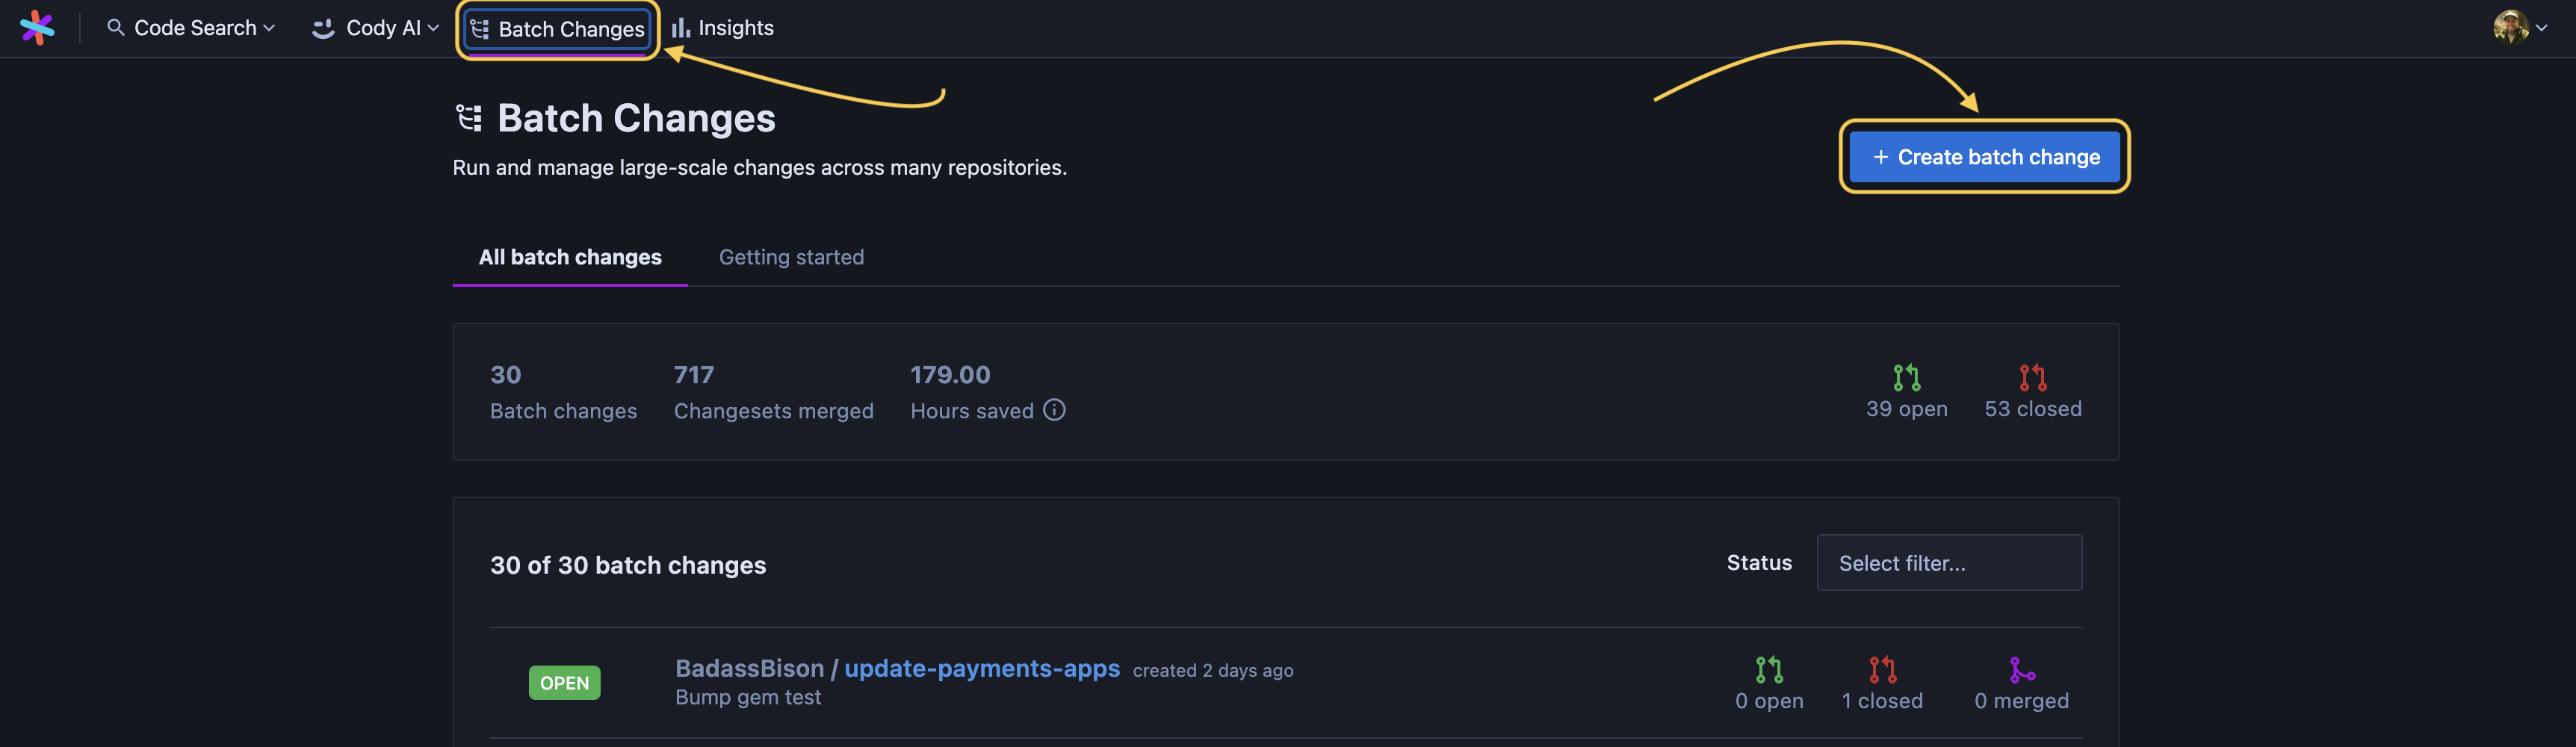 Code Search
Cody AI
Batch Changes
Insights
Batch Changes
Run and manage large-scale changes across many repositories.
+ Create batch change
All batch changes
Getting started
30
Batch changes
717
Changesets merged
179.00
Hours saved
39 open
53 closed
30 of 30 batch changes
Status
Select filter...
OPEN
BadassBison / update-payments-apps created 2 days ago
Bump gem test
0 open
1 closed
0 merged